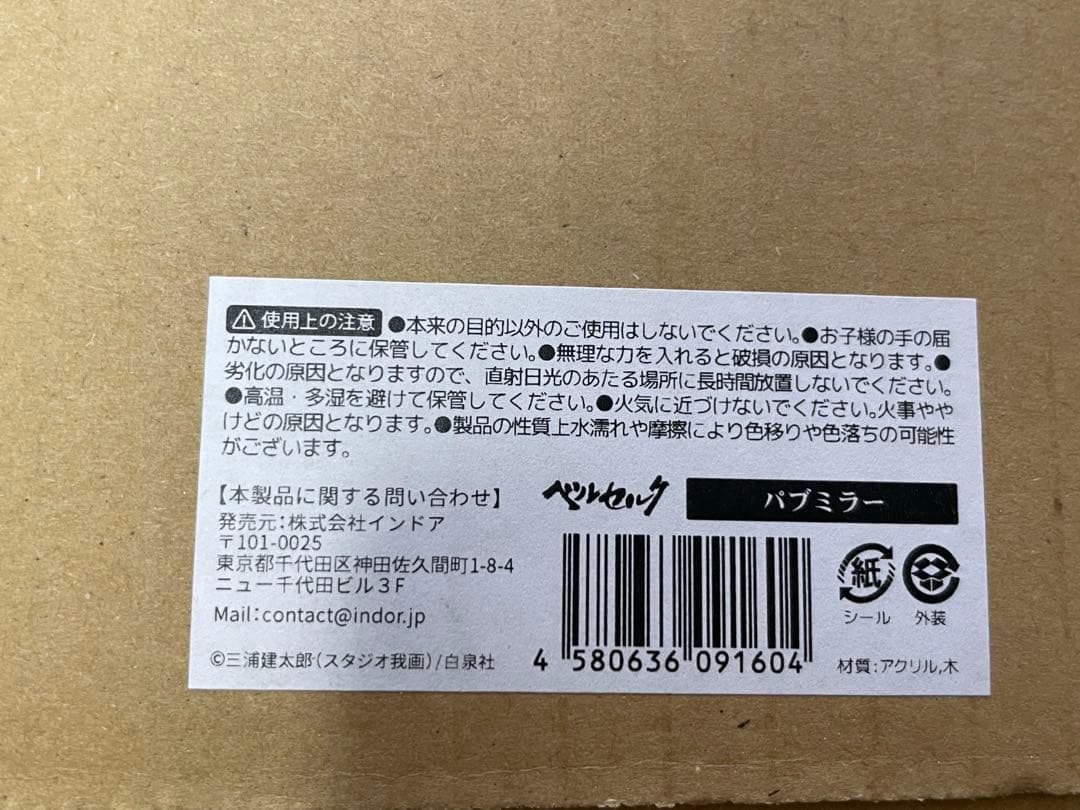 ⚠ 使用上の注意 ●本来の目的以外のご使用はしないでください。●お子様の手の届
かないところに保管してください。●無理な力を入れると破損の原因となります。●
劣化の原因となりますので、直射日光のあたる場所に長時間放置しないでください。
●高温・多湿を避けて保管してください。●火気に近づけないでください。火事やや
けどの原因となります。●製品の性質上水濡れや摩擦により色移りや色落ちの可能性
がございます。
【本製品に関する問い合わせ】
発売元:株式会社インドア
〒101-0025
東京都千代田区神田佐久間町1-8-4
ニュー千代田ビル3F
Mail:contact@indor.jp
©三浦建太郎(スタジオ我画)/白泉社
ベルセルク
パブミラー
4 580636 091604
紙
シール
外装
材質:アクリル,木